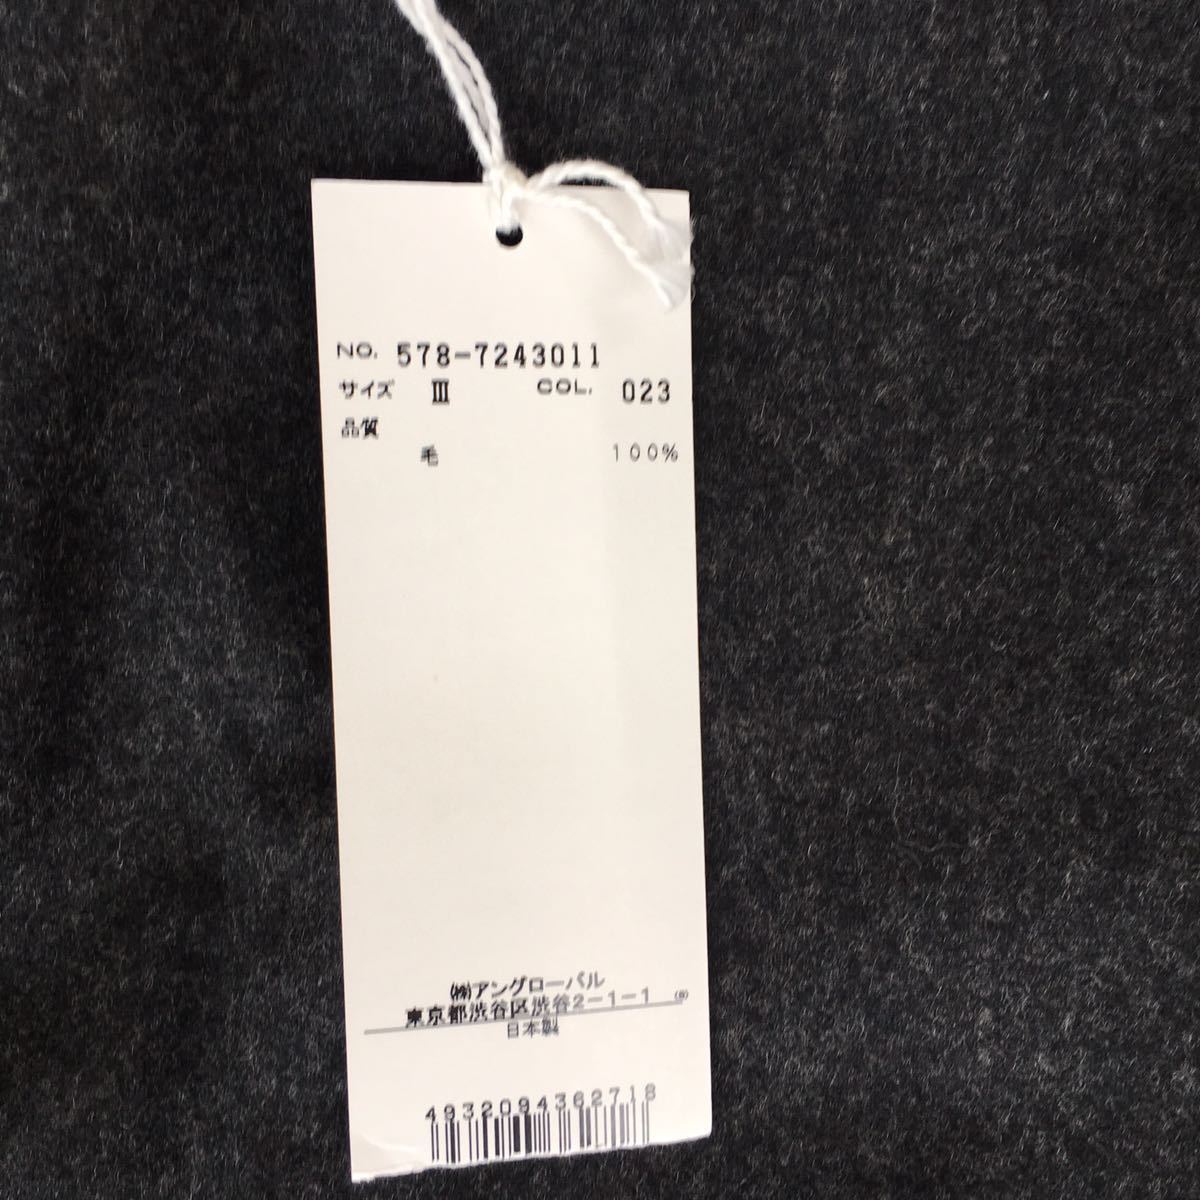 NO. 578-7243011
サイズ Ⅲ COL. 023
品質
毛 100%
㈱アングローバル
東京都渋谷区渋谷2-1-1
日本製
4932094362718